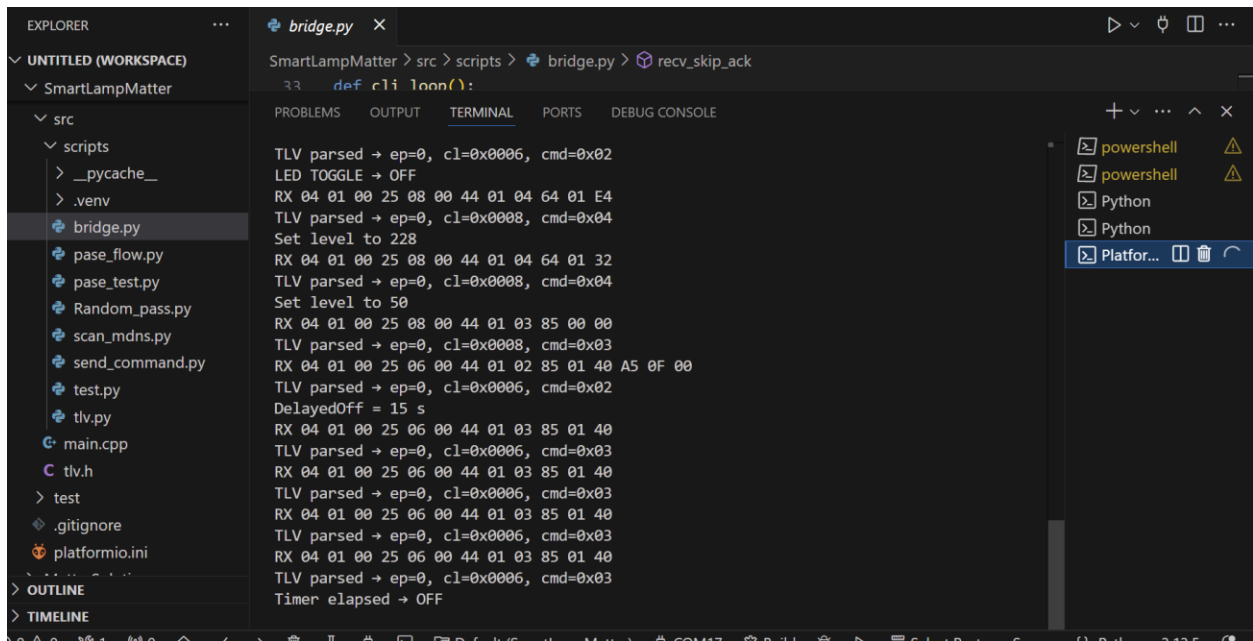 EXPLORER
bridge.py
UNTITLED (WORKSPACE)
SmartLampMatter
src
scripts
__pycache__
.venv
bridge.py
pase_flow.py
pase_test.py
Random_pass.py
scan_mdns.py
send_command.py
test.py
tlv.py
main.cpp
tlv.h
test
.gitignore
platformio.ini
OUTLINE
TIMELINE
SmartLampMatter > src > scripts > bridge.py > recv_skip_ack
33 def cli_loop():
PROBLEMS OUTPUT TERMINAL PORTS DEBUG CONSOLE
TLV parsed → ep=0, cl=0x0006, cmd=0x02
LED TOGGLE → OFF
RX 04 01 00 25 08 00 44 01 04 64 01 E4
TLV parsed → ep=0, cl=0x0008, cmd=0x04
Set level to 228
RX 04 01 00 25 08 00 44 01 04 64 01 32
TLV parsed → ep=0, cl=0x0008, cmd=0x04
Set level to 50
RX 04 01 00 25 08 00 44 01 03 85 00 00
TLV parsed → ep=0, cl=0x0008, cmd=0x03
RX 04 01 00 25 06 00 44 01 02 85 01 40 A5 0F 00
TLV parsed → ep=0, cl=0x0006, cmd=0x02
DelayedOff = 15 s
RX 04 01 00 25 06 00 44 01 03 85 01 40
TLV parsed → ep=0, cl=0x0006, cmd=0x03
RX 04 01 00 25 06 00 44 01 03 85 01 40
TLV parsed → ep=0, cl=0x0006, cmd=0x03
RX 04 01 00 25 06 00 44 01 03 85 01 40
TLV parsed → ep=0, cl=0x0006, cmd=0x03
RX 04 01 00 25 06 00 44 01 03 85 01 40
TLV parsed → ep=0, cl=0x0006, cmd=0x03
Timer elapsed → OFF
powershell
powershell
Python
Python
Platfor...